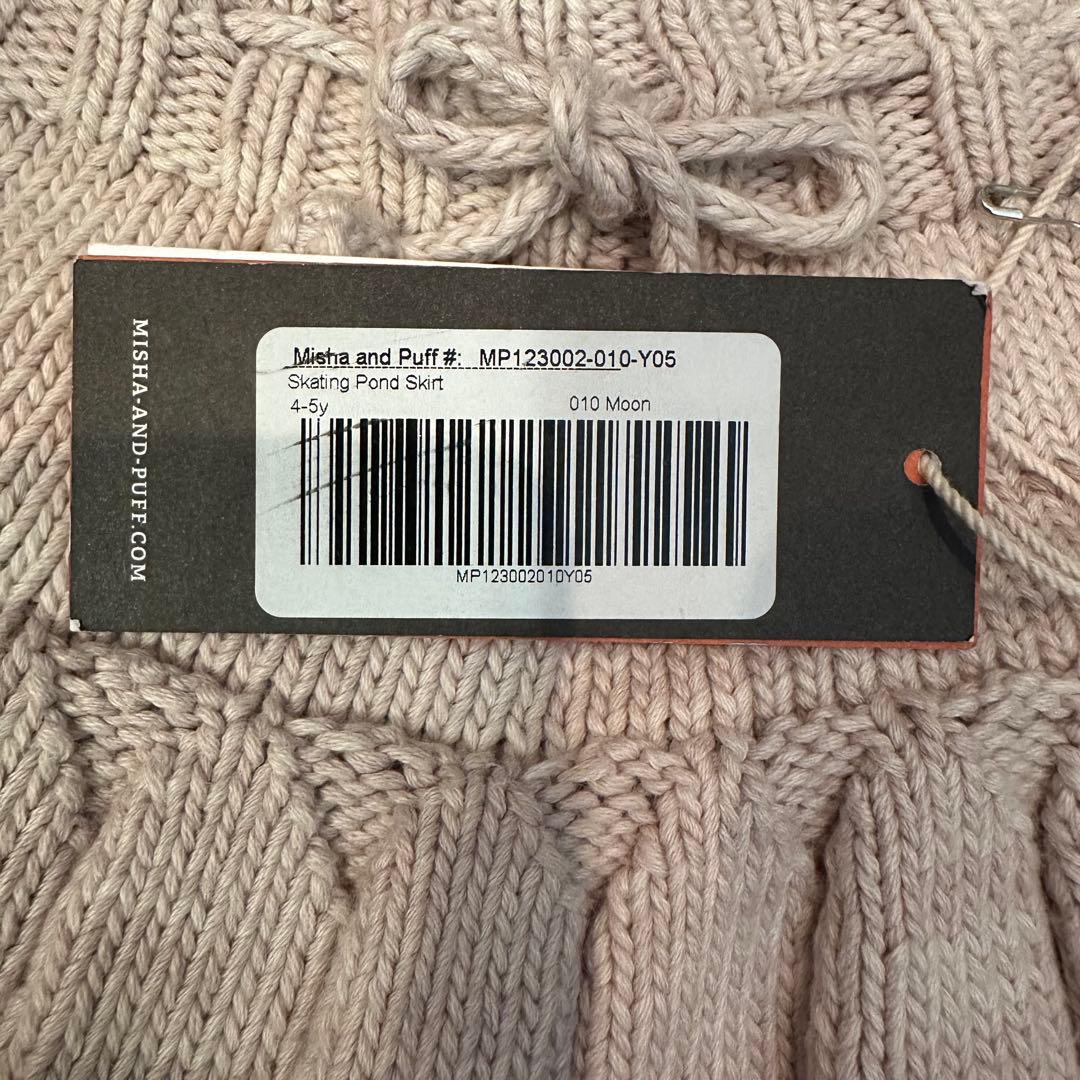 MISHA-AND-PUFF.COM
Misha and Puff #: MP123002-010-Y05
Skating Pond Skirt
4-5y 010 Moon
MP123002010Y05